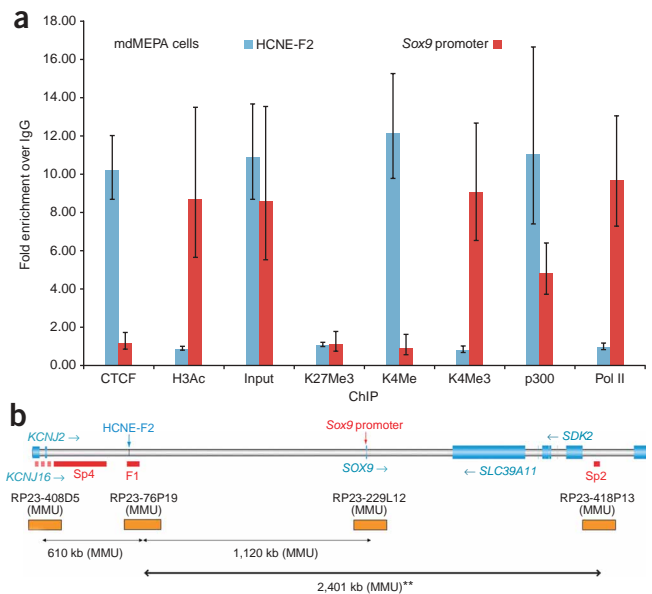 a
18.00
16.00
14.00
12.00
10.00
8.00
6.00
4.00
2.00
0.00
Fold enrichment over IgG
mdMEPA cells
HCNE-F2
Sox9 promoter
CTCF H3Ac Input K27Me3 K4Me K4Me3 p300 Pol II
ChIP
b
KCNJ2 →
HCNE-F2
Sox9 promoter
← SDK2
KCNJ16 →
Sp4
F1
SOX9 →
← SLC39A11
Sp2
RP23-408D5
(MMU)
RP23-76P19
(MMU)
RP23-229L12
(MMU)
RP23-418P13
(MMU)
610 kb (MMU)
1,120 kb (MMU)
2,401 kb (MMU)**